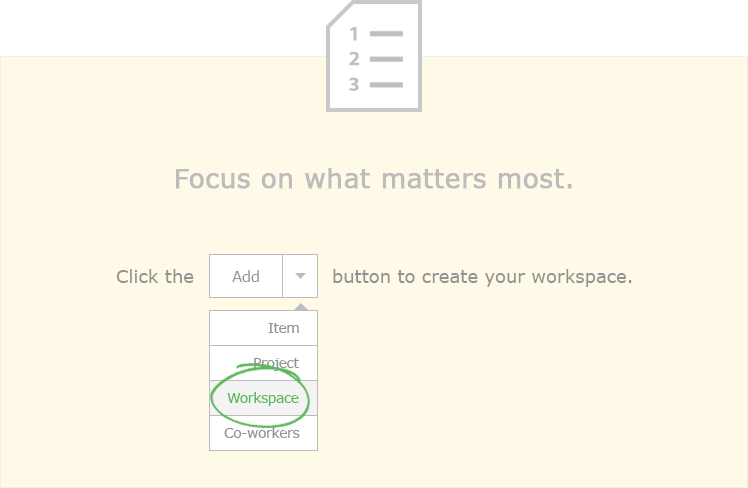 1
2
3
Focus on what matters most.
Click the Add button to create your workspace.
Item
Project
Workspace
Co-workers